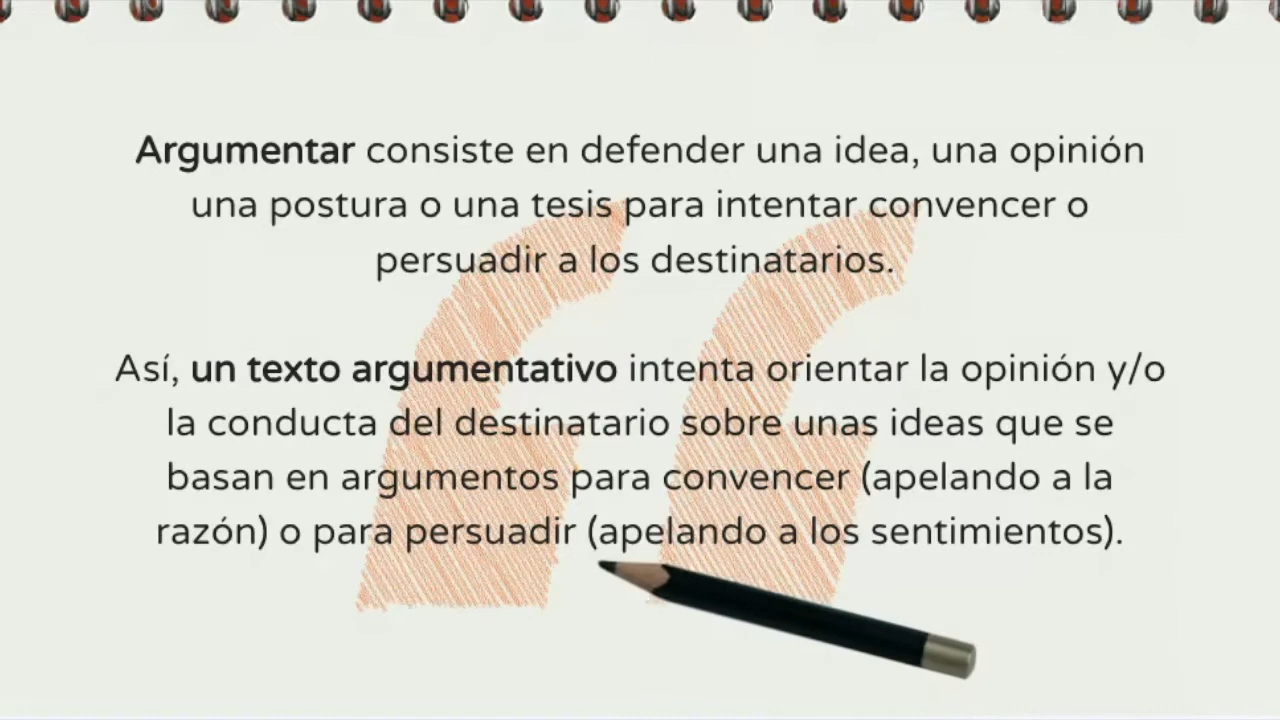 Argumentar consiste en defender una idea, una opinión
una postura o una tesis para intentar convencer o
persuadir a los destinatarios.
Así, un texto argumentativo intenta orientar la opinión y/o
la conducta del destinatario sobre unas ideas que se
basan en argumentos para convencer (apelando a la
razón) o para persuadir (apelando a los sentimientos).